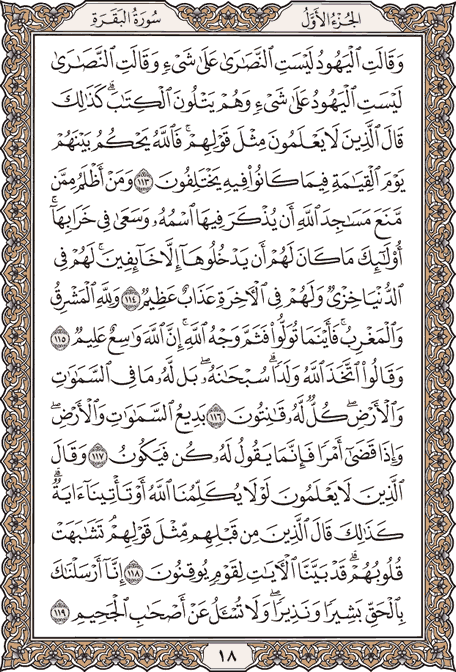 الجُزْءُ الأَوَّلُ
سُورَةُ البَقَرَةِ
وَقَالَتِ ٱلۡيَهُودُ لَيۡسَتِ ٱلنَّصَٰرَىٰ عَلَىٰ شَيۡءٖ وَقَالَتِ ٱلنَّصَٰرَىٰ
لَيۡسَتِ ٱلۡيَهُودُ عَلَىٰ شَيۡءٖ وَهُمۡ يَتۡلُونَ ٱلۡكِتَٰبَۗ كَذَٰلِكَ
قَالَ ٱلَّذِينَ لَا يَعۡلَمُونَ مِثۡلَ قَوۡلِهِمۡۚ فَٱللَّهُ يَحۡكُمُ بَيۡنَهُمۡ
يَوۡمَ ٱلۡقِيَٰمَةِ فِيمَا كَانُواْ فِيهِ يَخۡتَلِفُونَ ١١٣ وَمَنۡ أَظۡلَمُ مِمَّن
مَّنَعَ مَسَٰجِدَ ٱللَّهِ أَن يُذۡكَرَ فِيهَا ٱسۡمُهُۥ وَسَعَىٰ فِي خَرَابِهَآۚ
أُوْلَٰٓئِكَ مَا كَانَ لَهُمۡ أَن يَدۡخُلُوهَآ إِلَّا خَآئِفِينَۚ لَهُمۡ فِي
ٱلدُّنۡيَا خِزۡيٞ وَلَهُمۡ فِي ٱلۡأٓخِرَةِ عَذَابٌ عَظِيمٞ ١١٤ وَلِلَّهِ ٱلۡمَشۡرِقُ
وَٱلۡمَغۡرِبُۚ فَأَيۡنَمَا تُوَلُّواْ فَثَمَّ وَجۡهُ ٱللَّهِۚ إِنَّ ٱللَّهَ وَٰسِعٌ عَلِيمٞ ١١٥
وَقَالُواْ ٱتَّخَذَ ٱللَّهُ وَلَدٗاۗ سُبۡحَٰنَهُۥۖ بَل لَّهُۥ مَا فِي ٱلسَّمَٰوَٰتِ
وَٱلۡأَرۡضِۖ كُلّٞ لَّهُۥ قَٰنِتُونَ ١١٦ بَدِيعُ ٱلسَّمَٰوَٰتِ وَٱلۡأَرۡضِۖ
وَإِذَا قَضَىٰٓ أَمۡرٗا فَإِنَّمَا يَقُولُ لَهُۥ كُن فَيَكُونُ ١١٧ وَقَالَ
ٱلَّذِينَ لَا يَعۡلَمُونَ لَوۡلَا يُكَلِّمُنَا ٱللَّهُ أَوۡ تَأۡتِينَآ ءَايَةٞۗ
كَذَٰلِكَ قَالَ ٱلَّذِينَ مِن قَبۡلِهِم مِّثۡلَ قَوۡلِهِمۡۘ تَشَٰبَهَتۡ
قُلُوبُهُمۡۗ قَدۡ بَيَّنَّا ٱلۡأٓيَٰتِ لِقَوۡمٖ يُوقِنُونَ ١١٨ إِنَّآ أَرۡسَلۡنَٰكَ
بِٱلۡحَقِّ بَشِيرٗا وَنَذِيرٗاۖ وَلَا تُسۡـَٔلُ عَنۡ أَصۡحَٰبِ ٱلۡجَحِيمِ ١١٩
١٨